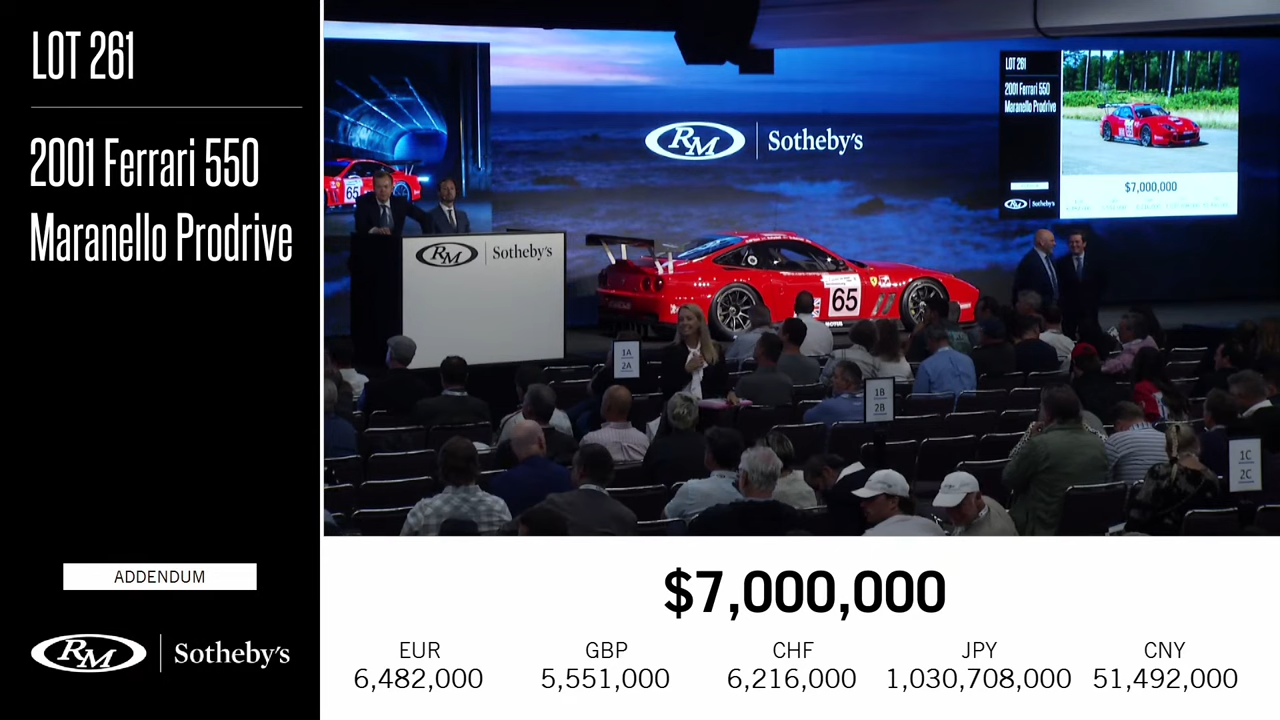 LOT 261
2001 Ferrari 550
Maranello Prodrive
ADDENDUM
RM | Sotheby's
RM | Sotheby's
LOT 261
2001 Ferrari 550
Maranello Prodrive
$7,000,000
RM
65
RM | Sotheby's
65
1A
2A
1B
2B
1C
2C
$7,000,000
EUR
6,482,000
GBP
5,551,000
CHF
6,216,000
JPY
1,030,708,000
CNY
51,492,000